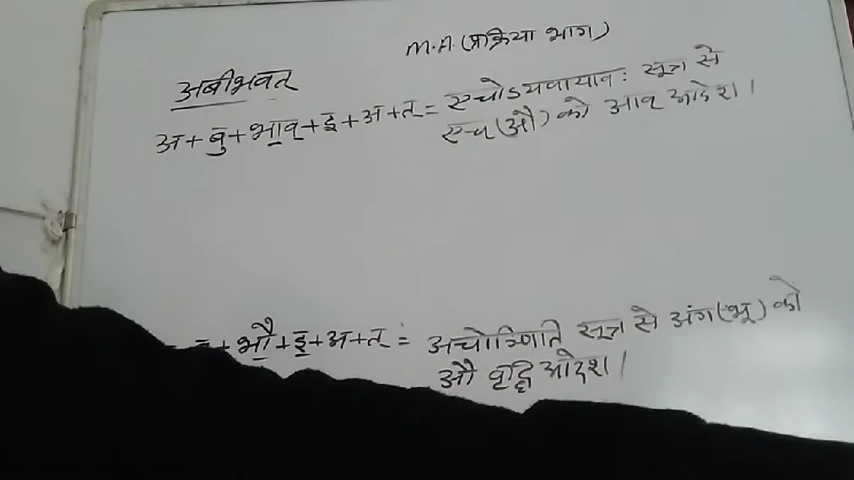 M.A. (प्रक्रिया भाग)
अबीभवत्
अ+बु+भाव्+इ+अ+त् = एचोऽयवायावः सूत्र से
एच् (औ) को आव् आदेश।
+भौ+इ+अ+त् = अचोञ्णिति सूत्र से अंग (भू) को
औ वृद्धि आदेश।